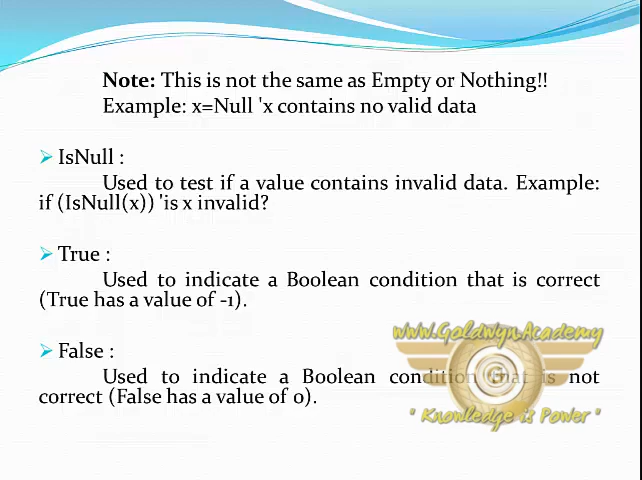 Note: This is not the same as Empty or Nothing!!
Example: x=Null 'x contains no valid data
IsNull :
Used to test if a value contains invalid data. Example:
if (IsNull(x)) 'is x invalid?
True :
Used to indicate a Boolean condition that is correct
(True has a value of -1).
False :
Used to indicate a Boolean condition that is not
correct (False has a value of 0).
www.GoldwynAcademy
" Knowledge is Power "